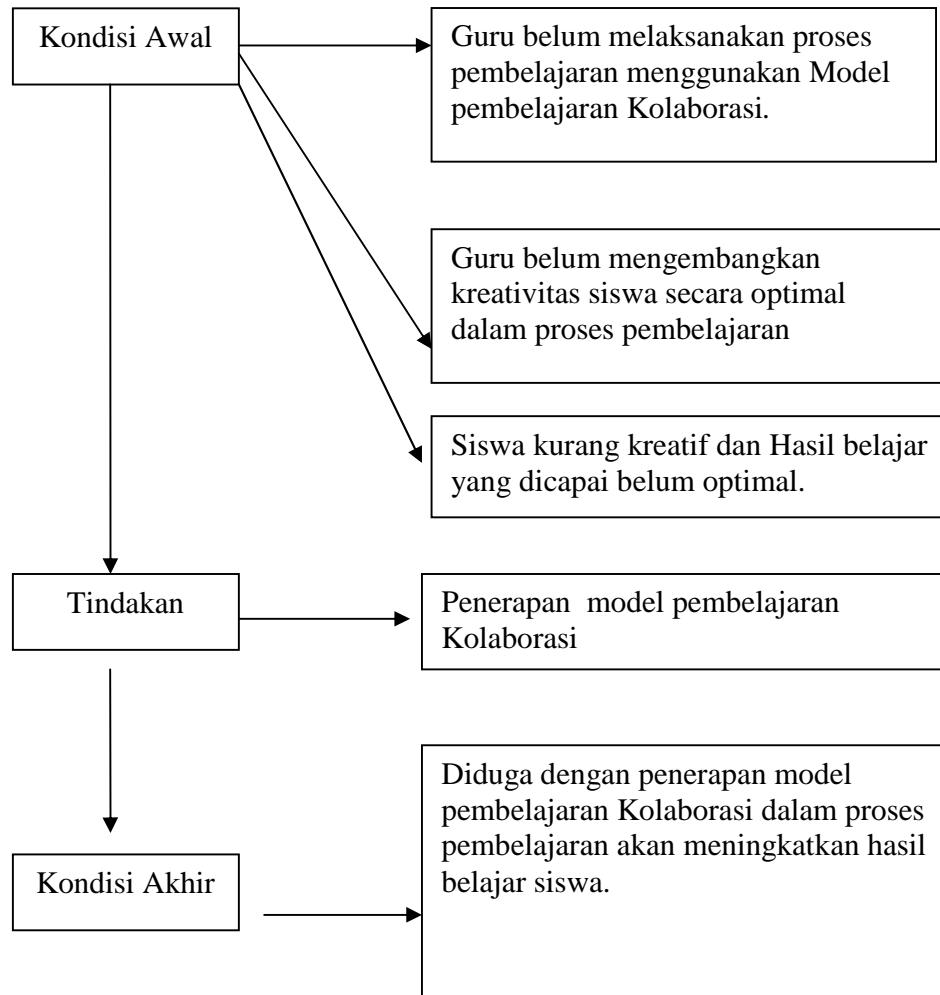 Kondisi Awal
Guru belum melaksanakan proses
pembelajaran menggunakan Model
pembelajaran Kolaborasi.
Guru belum mengembangkan
kreativitas siswa secara optimal
dalam proses pembelajaran
Siswa kurang kreatif dan Hasil belajar
yang dicapai belum optimal.
Tindakan
Penerapan  model pembelajaran
Kolaborasi
Kondisi Akhir
Diduga dengan penerapan model
pembelajaran Kolaborasi dalam proses
pembelajaran akan meningkatkan hasil
belajar siswa.